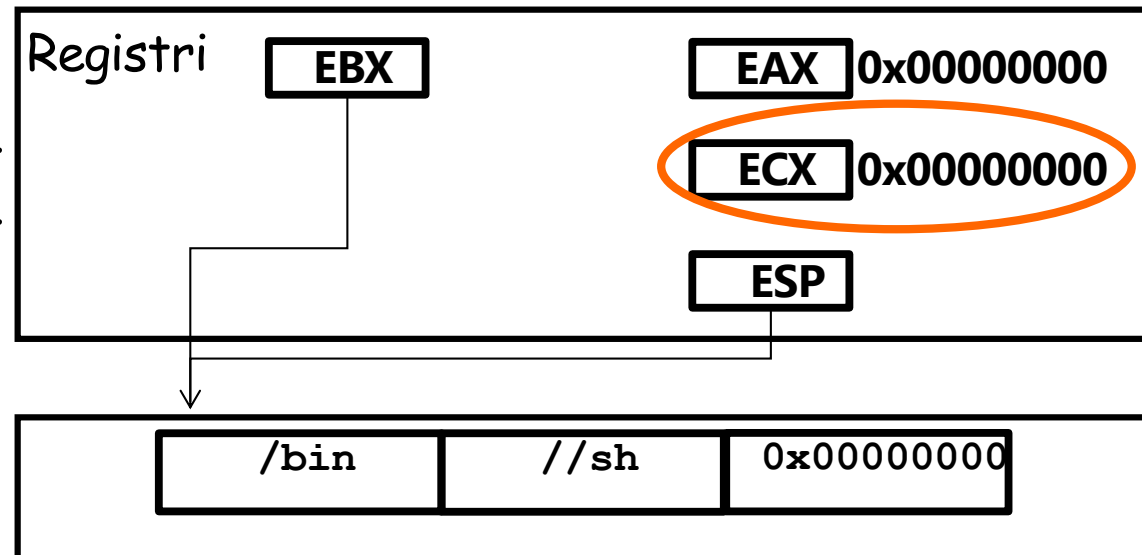 Registri
EBX
EAX 0x00000000
ECX 0x00000000
ESP
/bin //sh 0x00000000